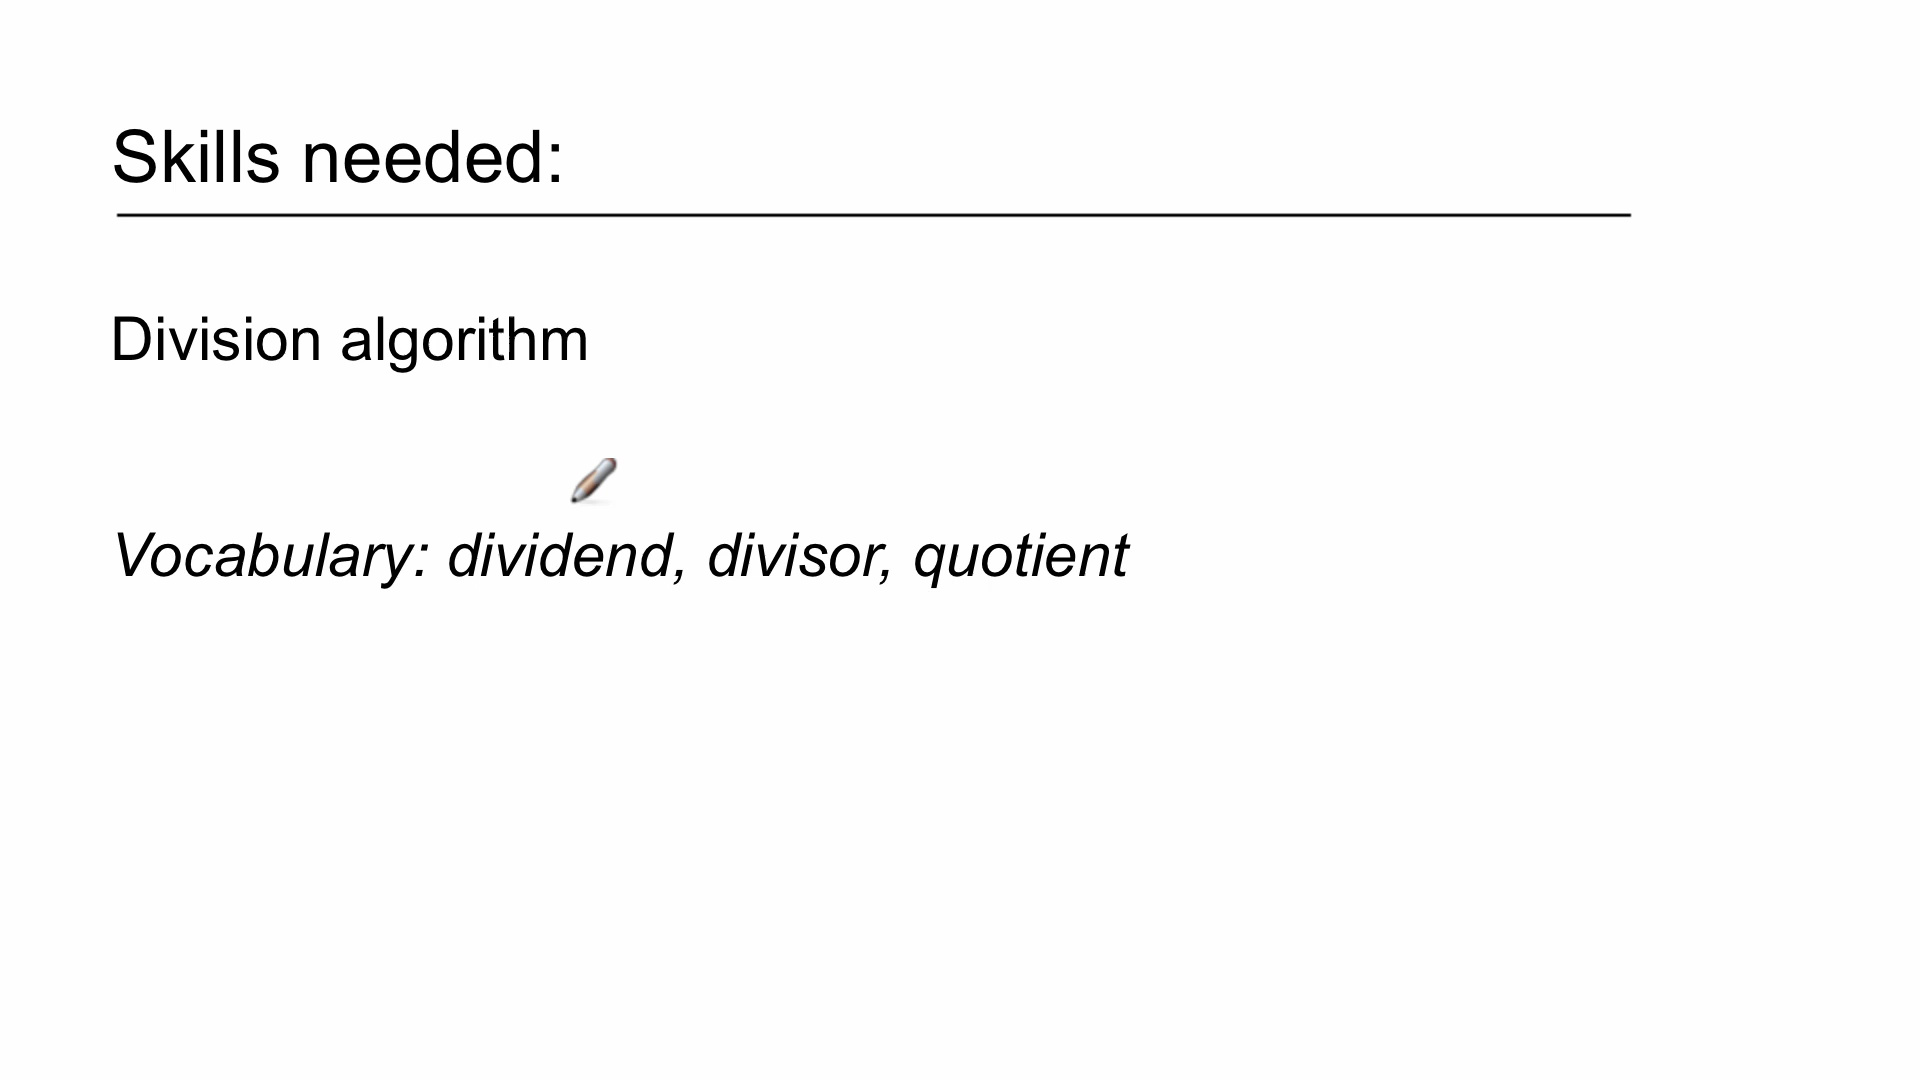 Skills needed:
Division algorithm
Vocabulary: dividend, divisor, quotient